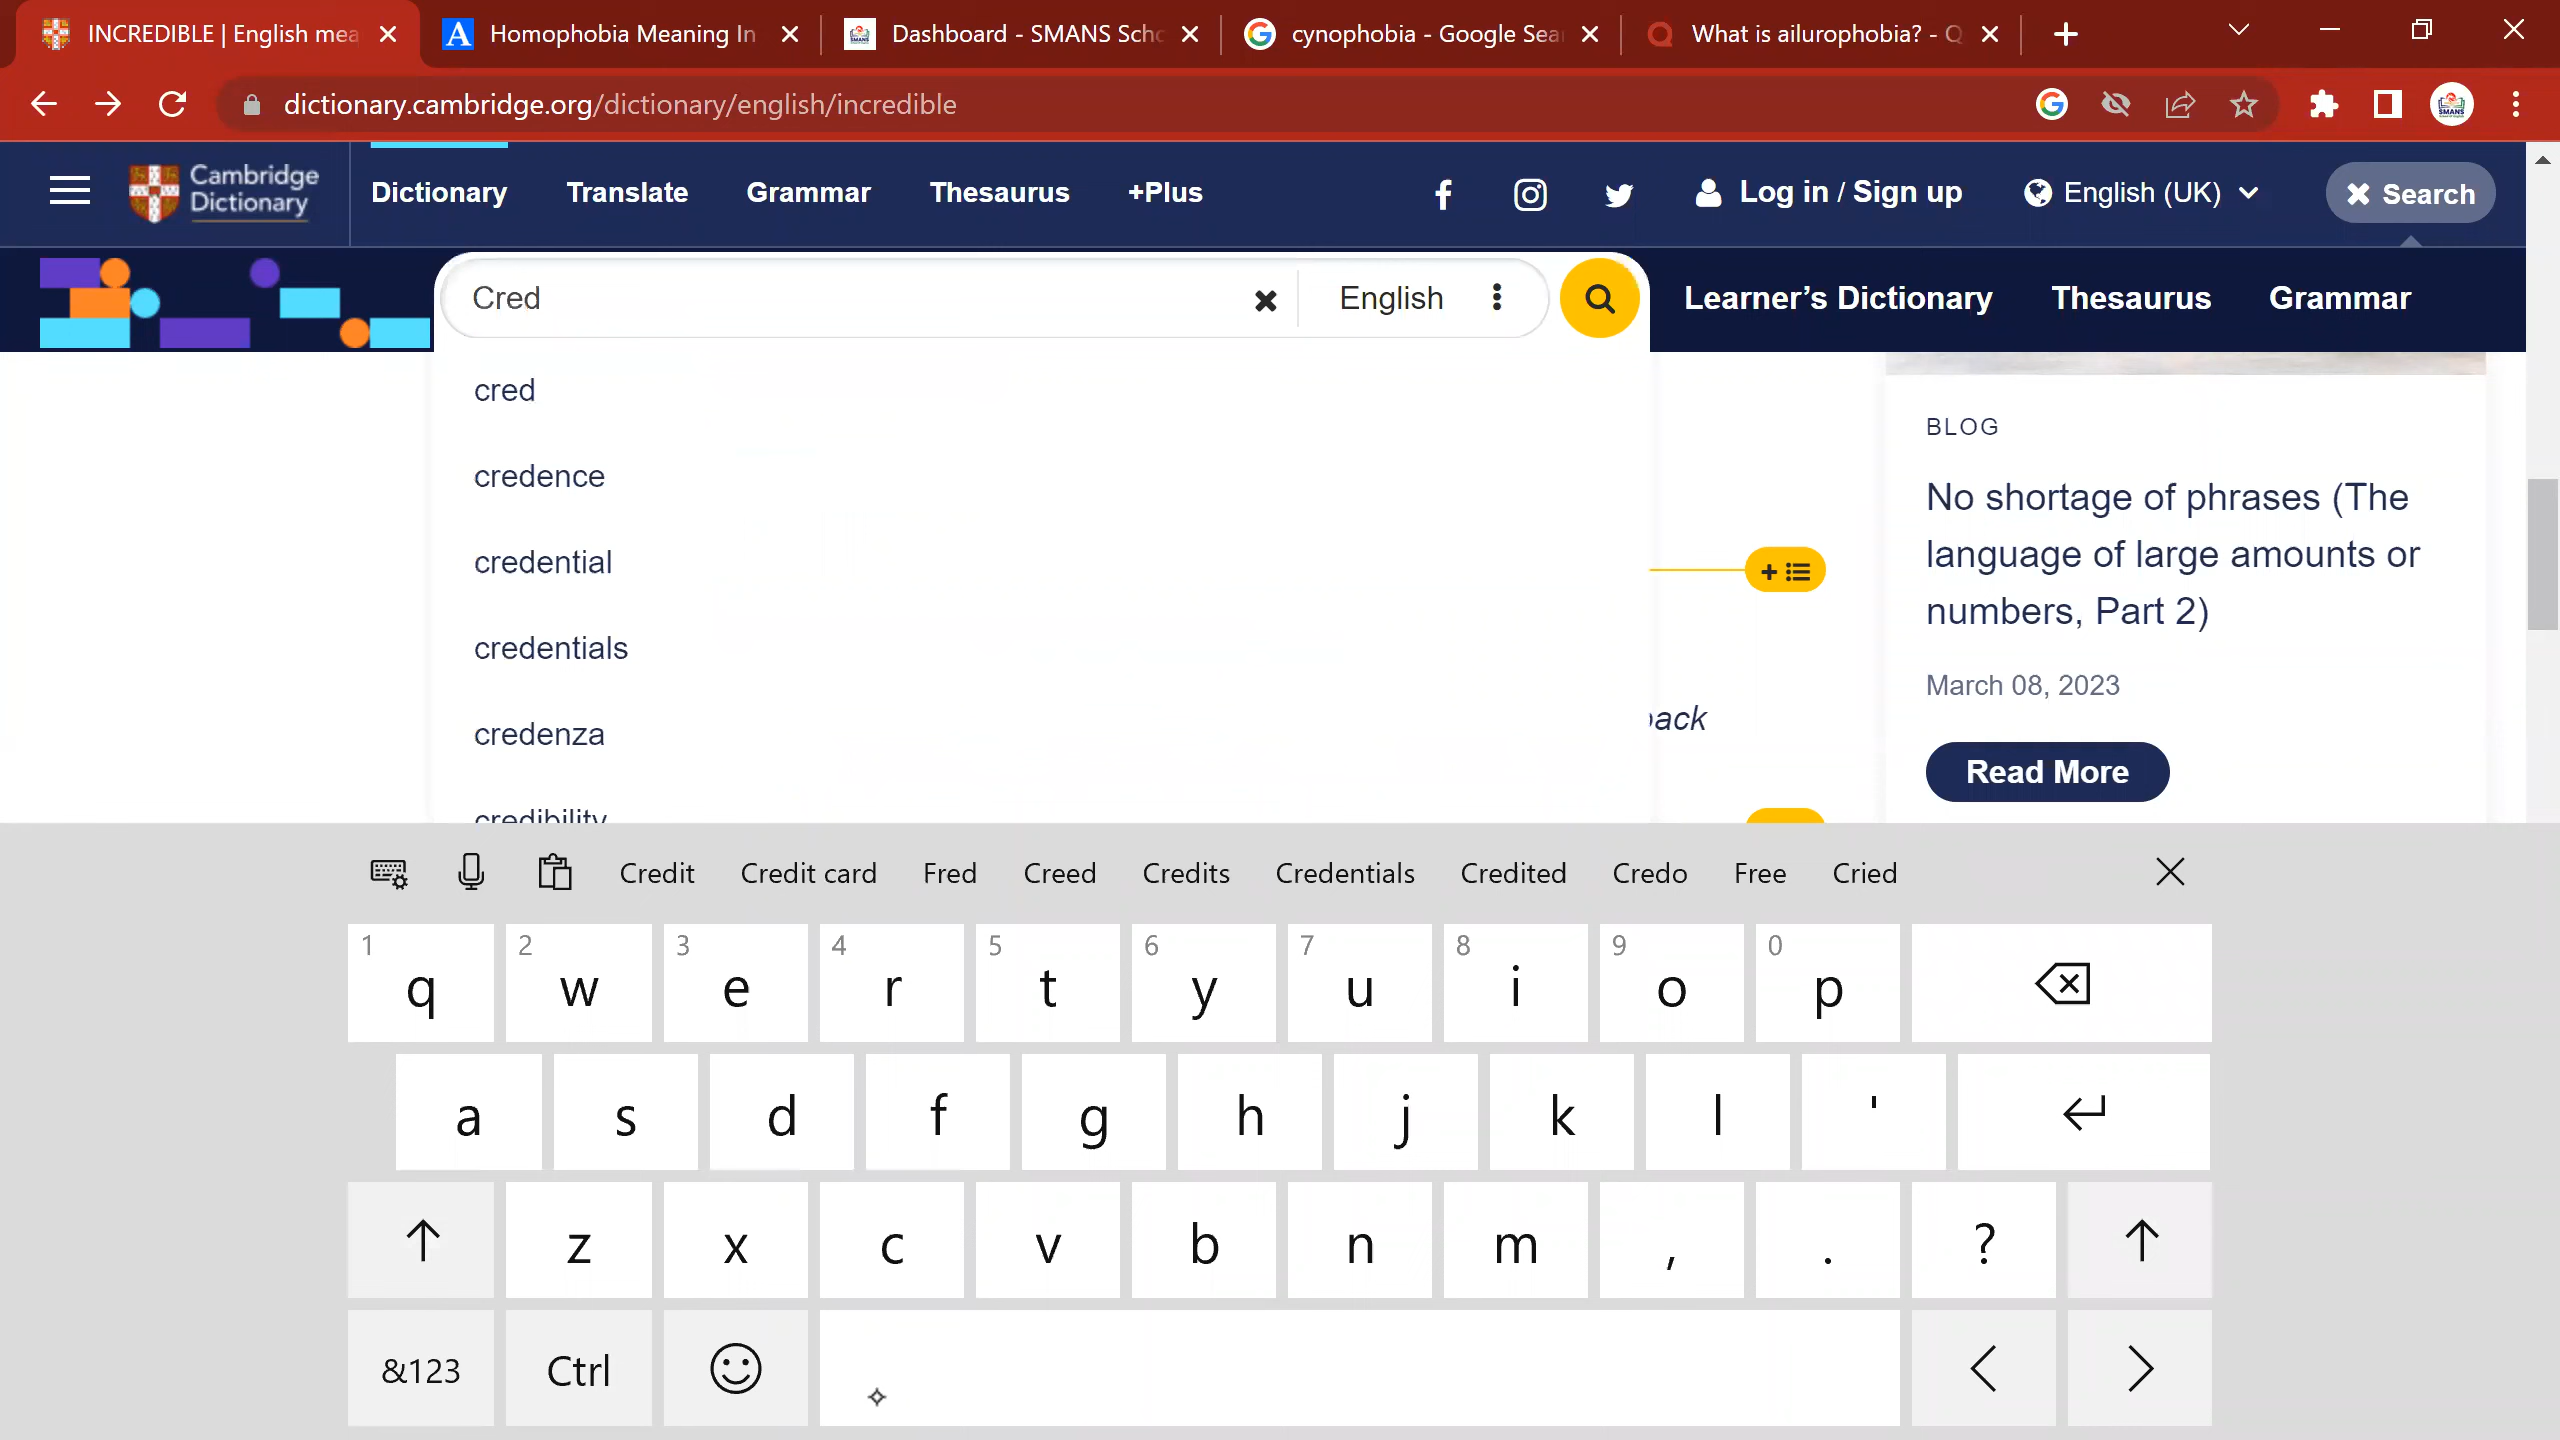 INCREDIBLE | English mea
Homophobia Meaning In
Dashboard - SMANS Scho
cynophobia - Google Sear
What is ailurophobia? - Q
dictionary.cambridge.org/dictionary/english/incredible
Cambridge
Dictionary
Dictionary
Translate
Grammar
Thesaurus
+Plus
Log in / Sign up
English (UK)
Search
Cred
English
Learner's Dictionary
Thesaurus
Grammar
cred
credence
credential
credentials
credenza
credibility
back
BLOG
No shortage of phrases (The
language of large amounts or
numbers, Part 2)
March 08, 2023
Read More
Credit Credit card Fred Creed Credits Credentials Credited Credo Free Cried
1 2 3 4 5 6 7 8 9 0
q w e r t y u i o p
a s d f g h j k l '
z x c v b n m , . ?
&123 Ctrl